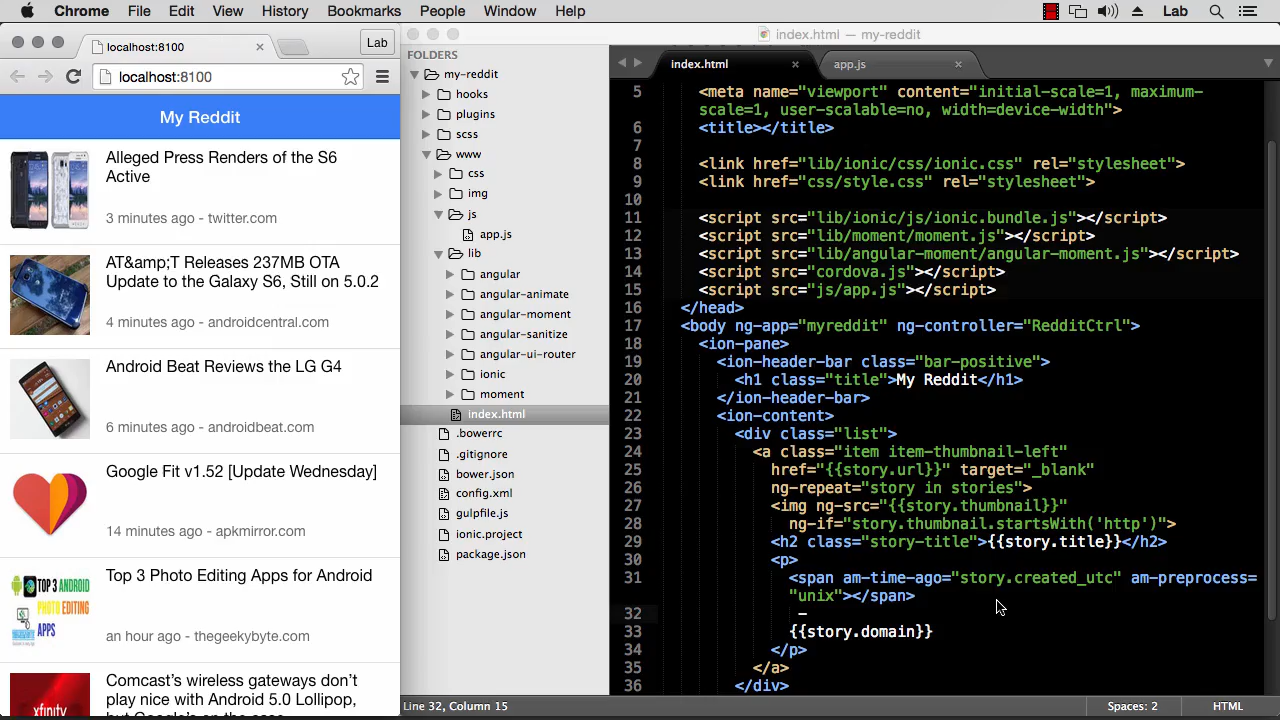 Chrome File Edit View History Bookmarks People Window Help Lab
localhost:8100
Lab
localhost:8100
My Reddit
Alleged Press Renders of the S6
Active
3 minutes ago - twitter.com
AT&amp;T Releases 237MB OTA
Update to the Galaxy S6, Still on 5.0.2
4 minutes ago - androidcentral.com
Android Beat Reviews the LG G4
6 minutes ago - androidbeat.com
Google Fit v1.52 [Update Wednesday]
14 minutes ago - apkmirror.com
TOP 3 ANDROID
PHOTO EDITING
APPS
Top 3 Photo Editing Apps for Android
an hour ago - thegeekybyte.com
xfinity
Comcast’s wireless gateways don’t
play nice with Android 5.0 Lollipop,
but Google's on the case
index.html — my-reddit
FOLDERS
my-reddit
hooks
plugins
scss
www
css
img
js
app.js
lib
angular
angular-animate
angular-moment
angular-sanitize
angular-ui-router
ionic
moment
index.html
.bowerrc
.gitignore
bower.json
config.xml
gulpfile.js
ionic.project
package.json
index.html app.js
5 <meta name="viewport" content="initial-scale=1, maximum-
scale=1, user-scalable=no, width=device-width">
6 <title></title>
7
8 <link href="lib/ionic/css/ionic.css" rel="stylesheet">
9 <link href="css/style.css" rel="stylesheet">
10
11 <script src="lib/ionic/js/ionic.bundle.js"></script>
12 <script src="lib/moment/moment.js"></script>
13 <script src="lib/angular-moment/angular-moment.js"></script>
14 <script src="cordova.js"></script>
15 <script src="js/app.js"></script>
16 </head>
17 <body ng-app="myreddit" ng-controller="RedditCtrl">
18 <ion-pane>
19 <ion-header-bar class="bar-positive">
20 <h1 class="title">My Reddit</h1>
21 </ion-header-bar>
22 <ion-content>
23 <div class="list">
24 <a class="item item-thumbnail-left"
25 href="{{story.url}}" target="_blank"
26 ng-repeat="story in stories">
27 <img ng-src="{{story.thumbnail}}"
28 ng-if="story.thumbnail.startsWith('http')">
29 <h2 class="story-title">{{story.title}}</h2>
30 <p>
31 <span am-time-ago="story.created_utc" am-preprocess=
"unix"></span>
32 -
33 {{story.domain}}
34 </p>
35 </a>
36 </div>
Line 32, Column 15 Spaces: 2 HTML